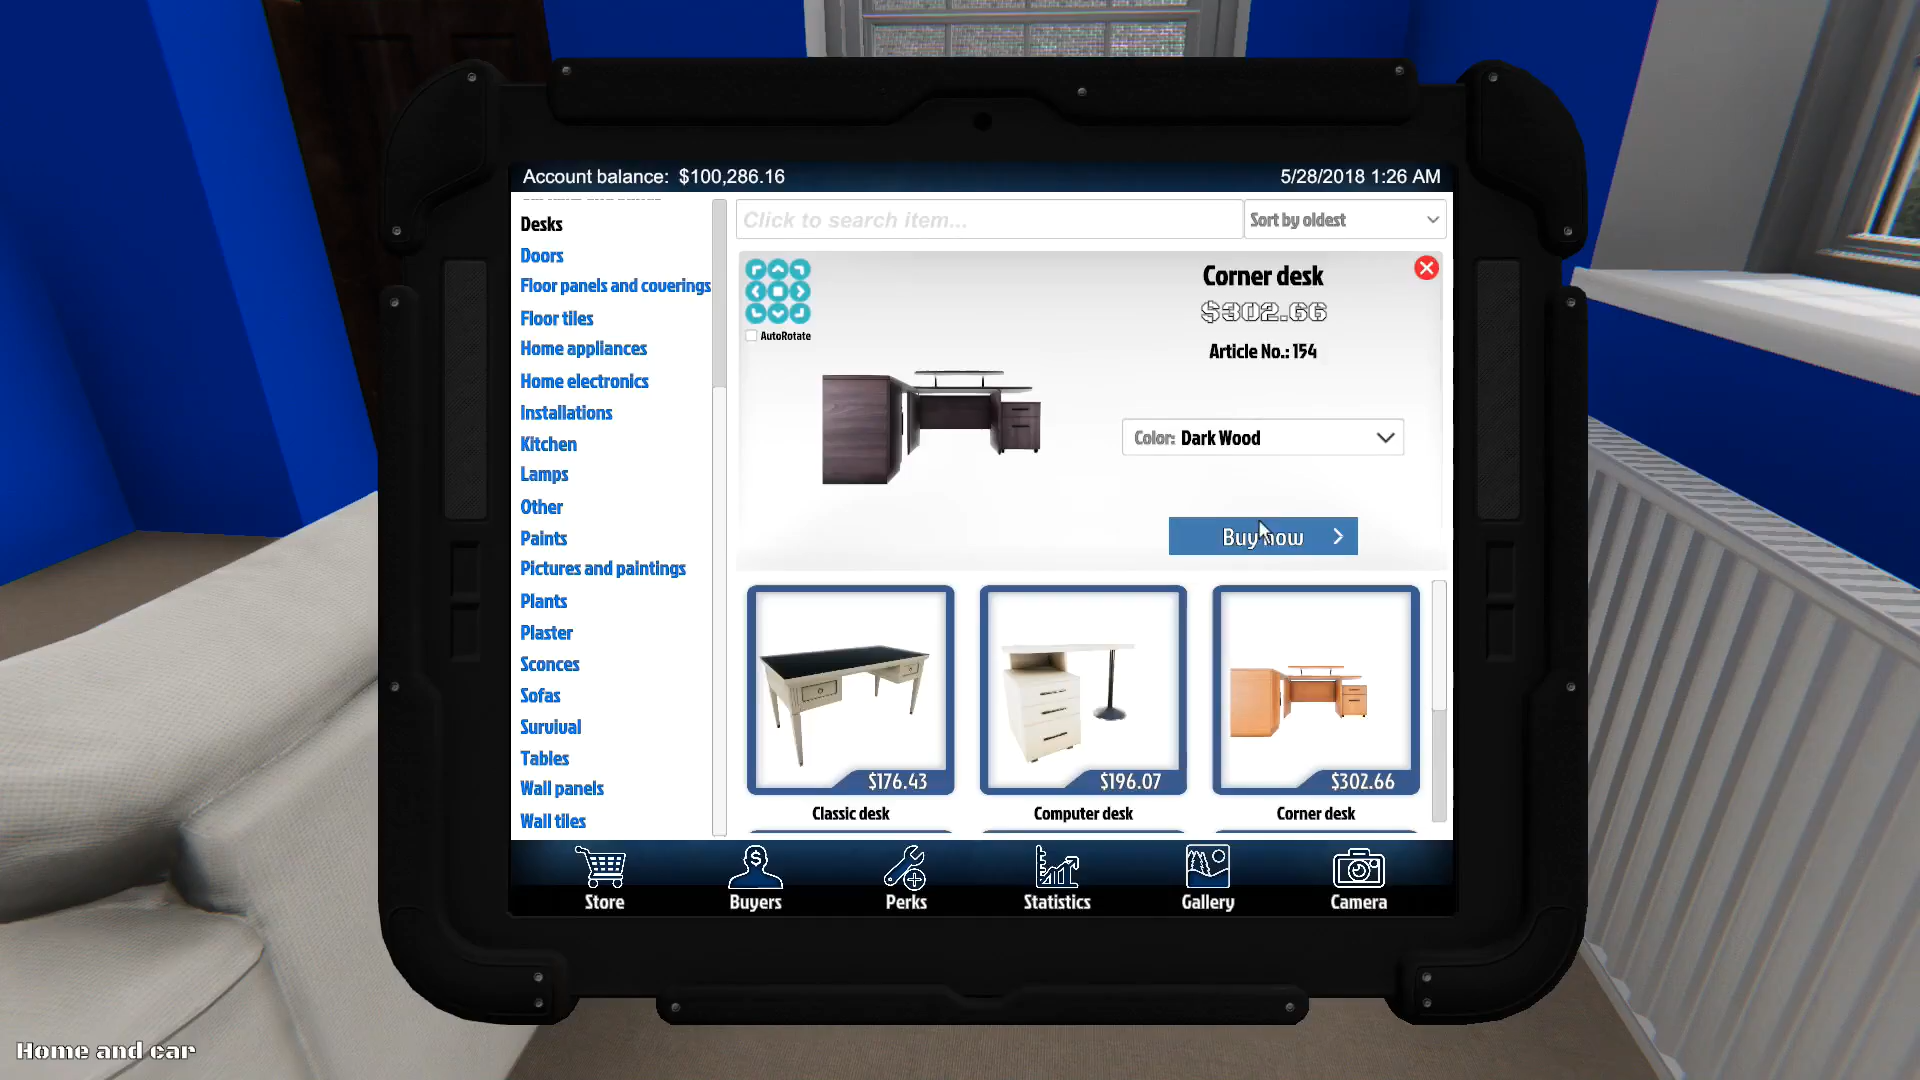 Account balance: $100,286.16
5/28/2018 1:26 AM
Desks
Doors
Floor panels and coverings
Floor tiles
Home appliances
Home electronics
Installations
Kitchen
Lamps
Other
Paints
Pictures and paintings
Plants
Plaster
Sconces
Sofas
Survival
Tables
Wall panels
Wall tiles
Click to search item...
Sort by oldest
AutoRotate
Corner desk
$302.66
Article No.: 154
Color: Dark Wood
Buy now
$176.43
Classic desk
$196.07
Computer desk
$302.66
Corner desk
Store
Buyers
Perks
Statistics
Gallery
Camera
Home and car